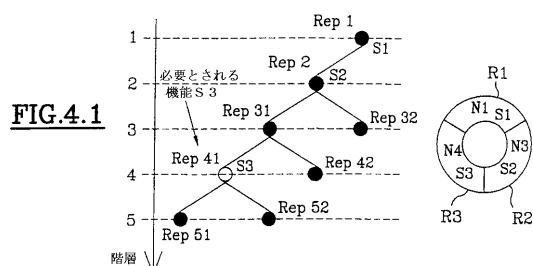 FIG.4.1
1
2
3
4
5
階層
必要とされる
機能S3
Rep 1
S1
Rep 2
S2
Rep 31
Rep 32
Rep 41
S3
Rep 42
Rep 51
Rep 52
R1
N1
S1
N4
N3
S3
S2
R3
R2